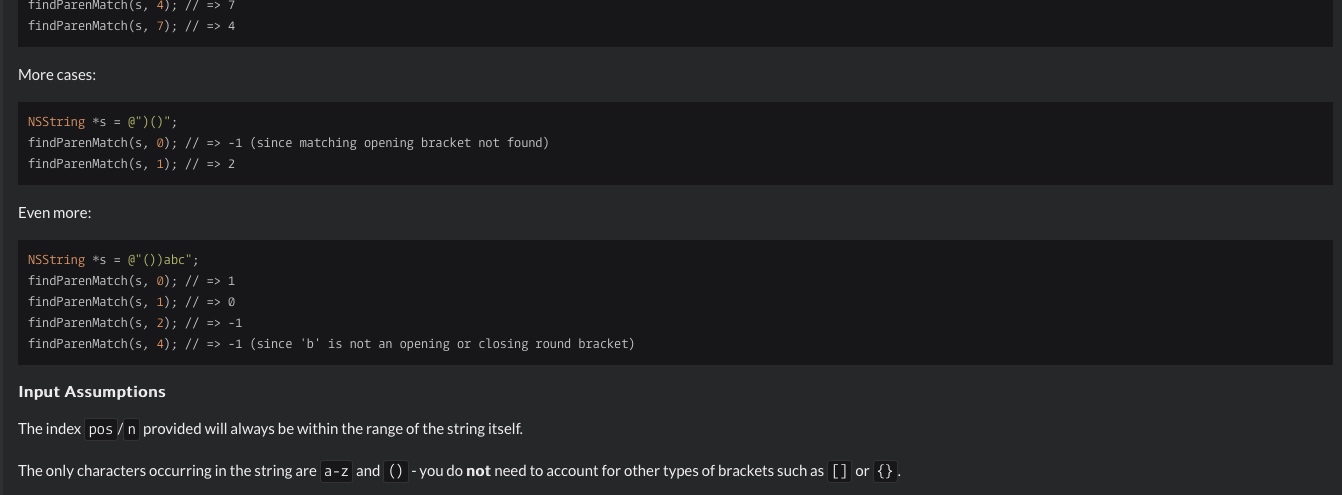 findParenMatch(s, 4); // => 7
findParenMatch(s, 7); // => 4
More cases:
NSString *s = @")()";
findParenMatch(s, 0); // => -1 (since matching opening bracket not found)
findParenMatch(s, 1); // => 2
Even more:
NSString *s = @"())abc";
findParenMatch(s, 0); // => 1
findParenMatch(s, 1); // => 0
findParenMatch(s, 2); // => -1
findParenMatch(s, 4); // => -1 (since 'b' is not an opening or closing round bracket)
Input Assumptions
The index pos/n provided will always be within the range of the string itself.
The only characters occurring in the string are a-z and () - you do not need to account for other types of brackets such as [] or {}.